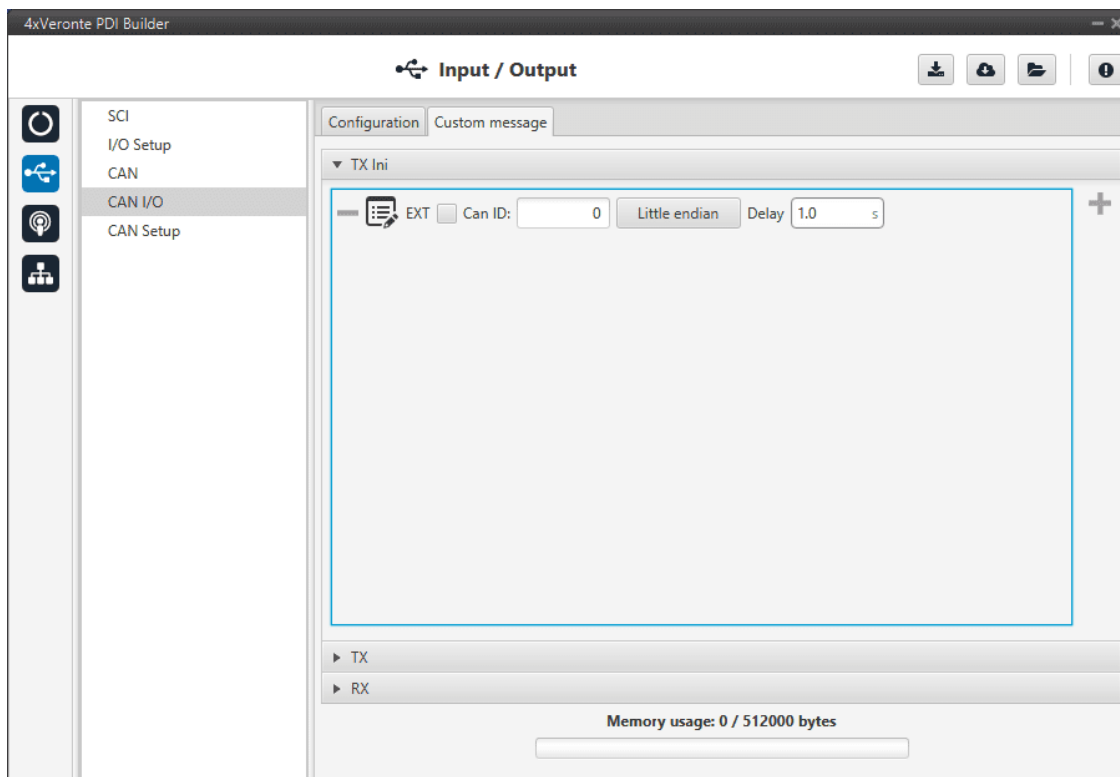 4xVeronte PDI Builder
Input / Output
SCI
I/O Setup
CAN
CAN I/O
CAN Setup
Configuration
Custom message
TX Ini
EXT Can ID: 0 Little endian Delay 1.0 s
TX
RX
Memory usage: 0 / 512000 bytes